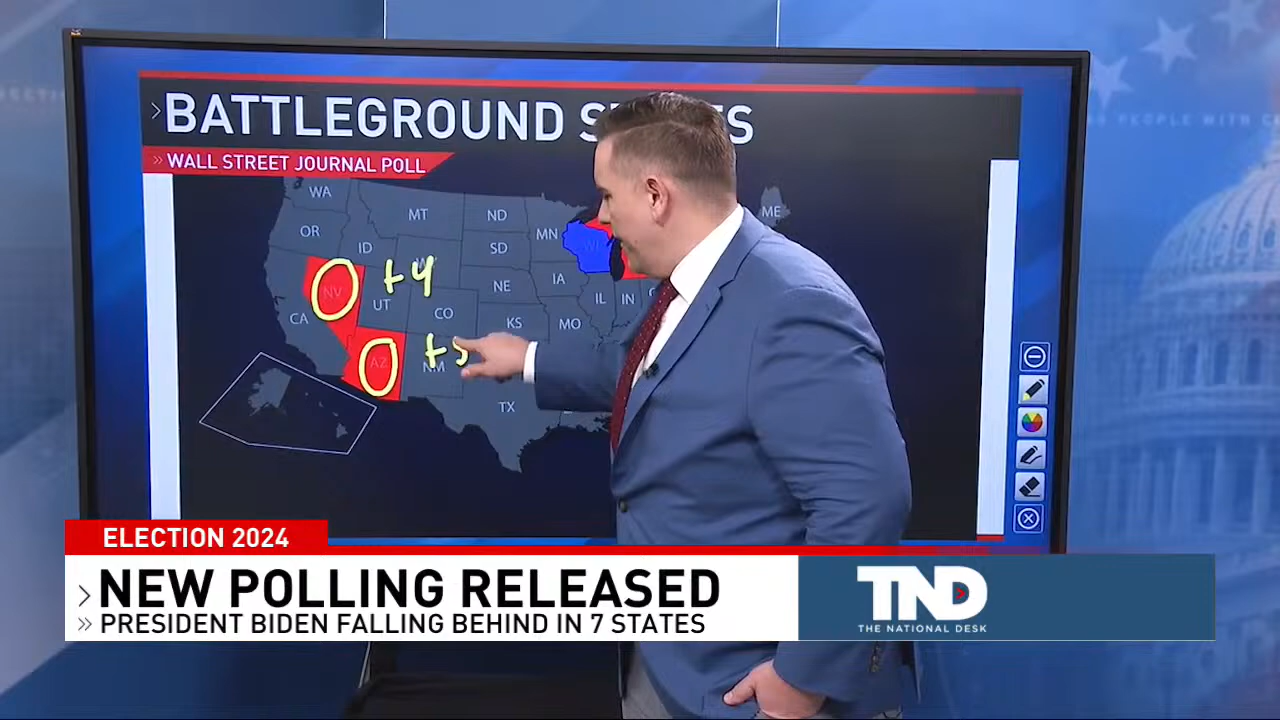 BATTLEGROUND
WALL STREET JOURNAL POLL
WA
MT
ND
MN
ME
OR
ID
SD
WI
NV
+4
UT
NE
IA
IL
IN
CA
CO
KS
MO
AZ
NM
TX
ELECTION 2024
NEW POLLING RELEASED
PRESIDENT BIDEN FALLING BEHIND IN 7 STATES
TND
THE NATIONAL DESK